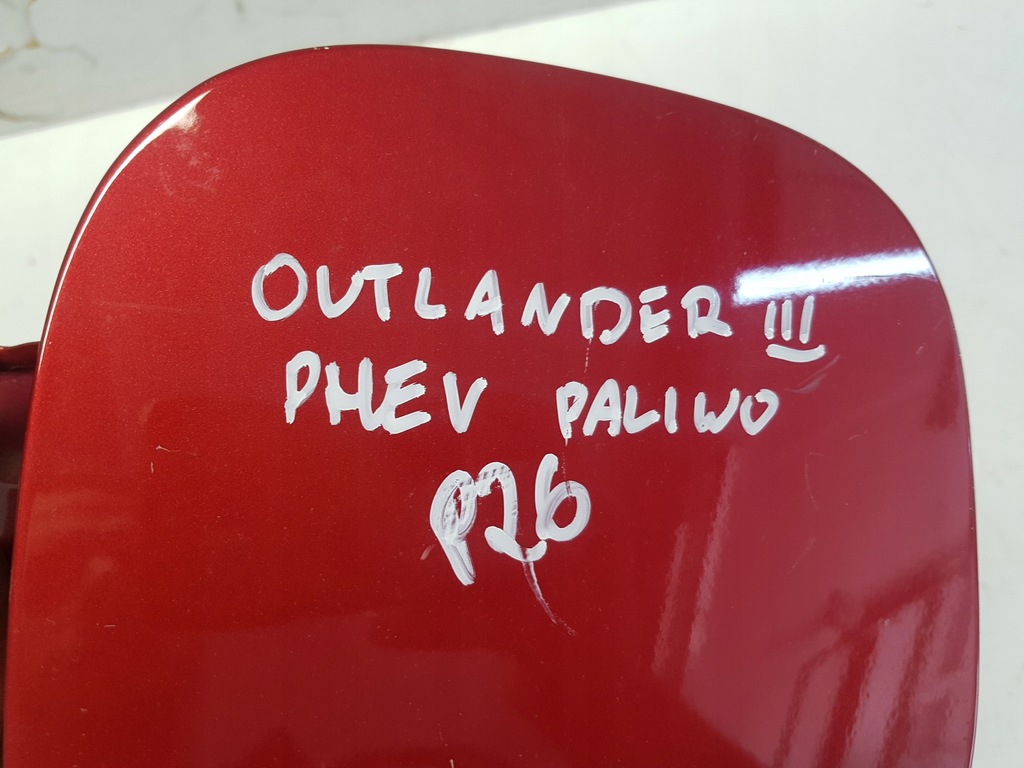 OUTLANDER III
PHEV PALIWO
P26